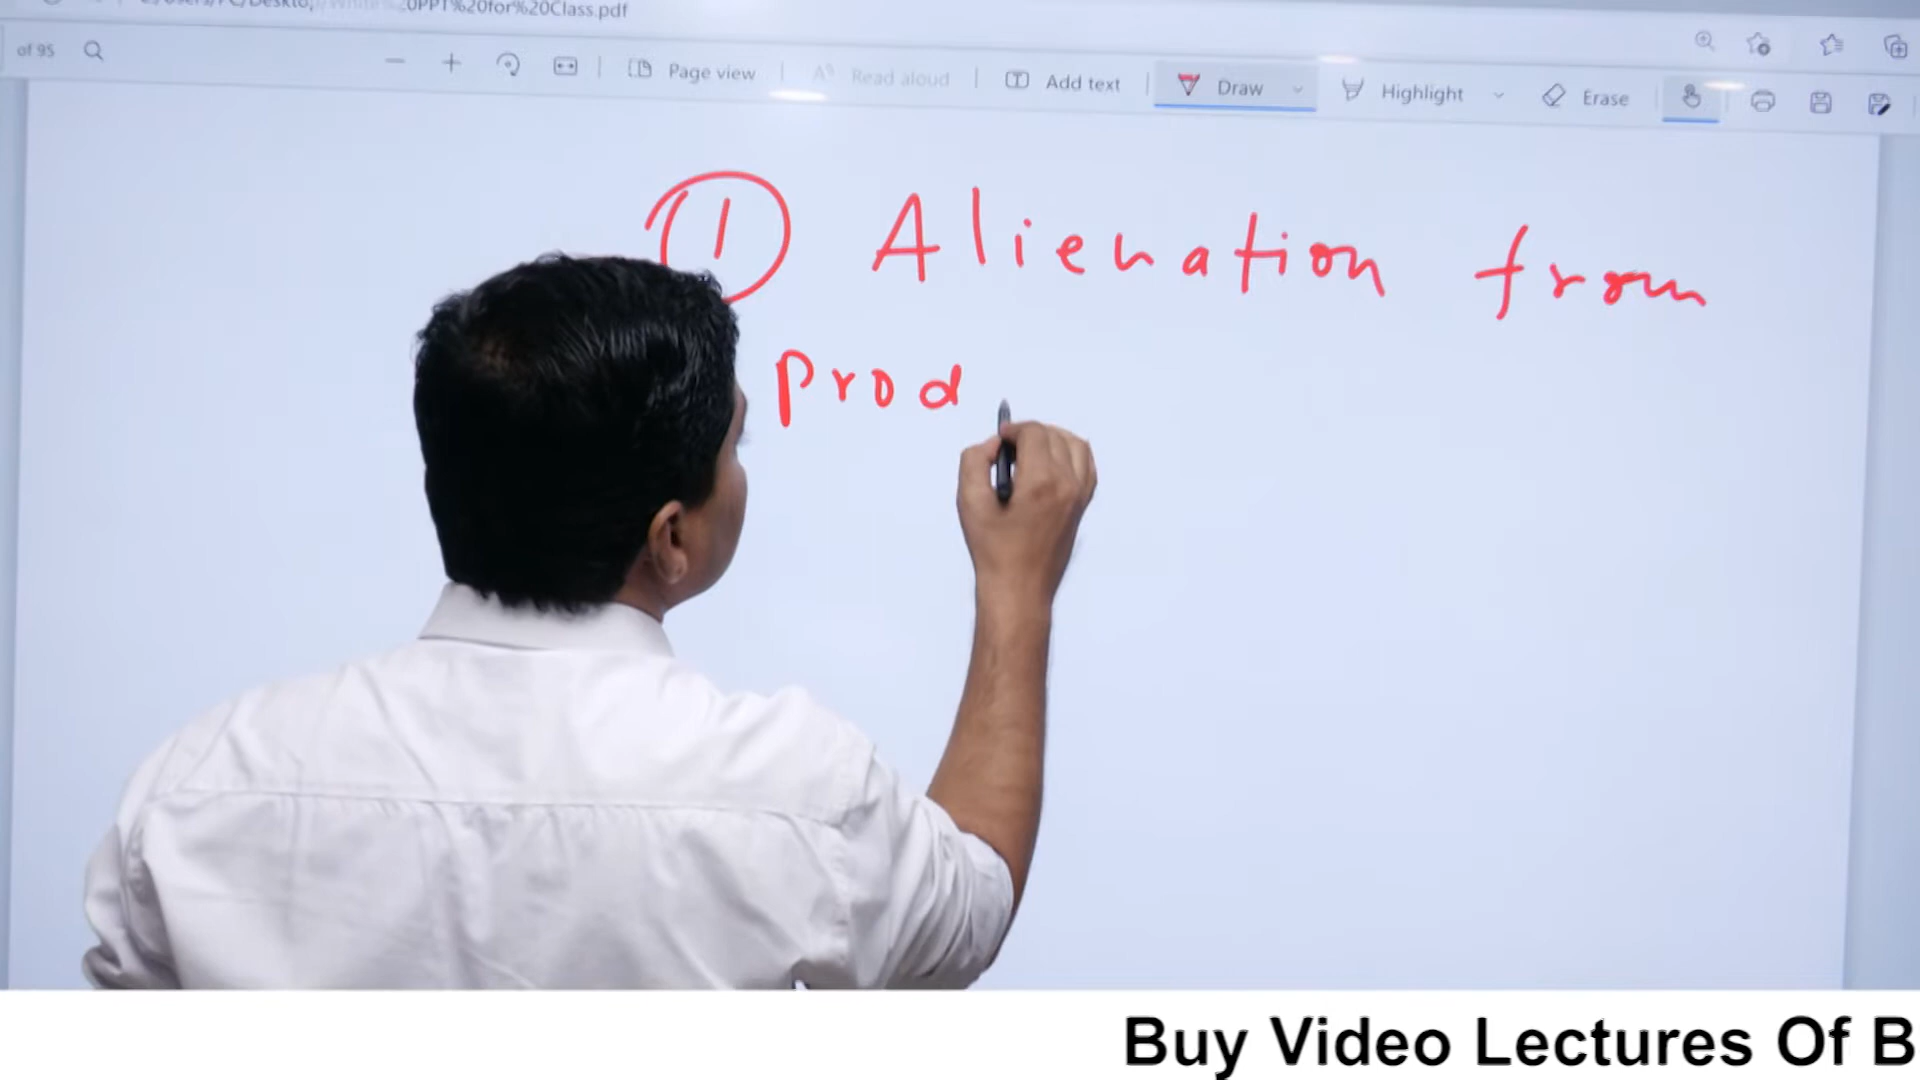 0PPT%20for%20Class.pdf
of 95 Page view Read aloud Add text Draw Highlight Erase
① Alienation from
prod
Buy Video Lectures Of B